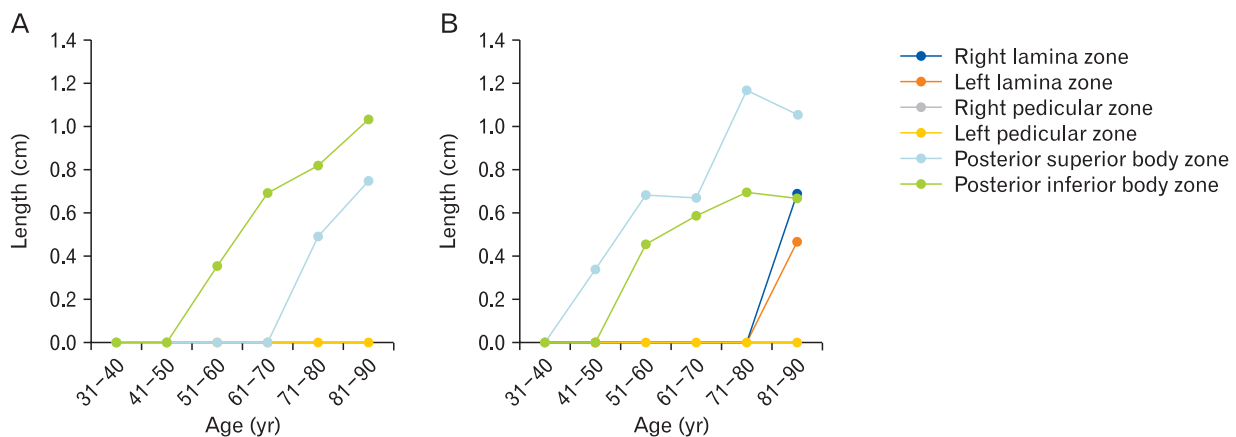 A
1.4
1.2
1.0
0.8
0.6
0.4
0.2
0.0
Length (cm)
31–40
41–50
51–60
61–70
71–80
81–90
Age (yr)
B
1.4
1.2
1.0
0.8
0.6
0.4
0.2
0.0
Length (cm)
31–40
41–50
51–60
61–70
71–80
81–90
Age (yr)
Right lamina zone
Left lamina zone
Right pedicular zone
Left pedicular zone
Posterior superior body zone
Posterior inferior body zone